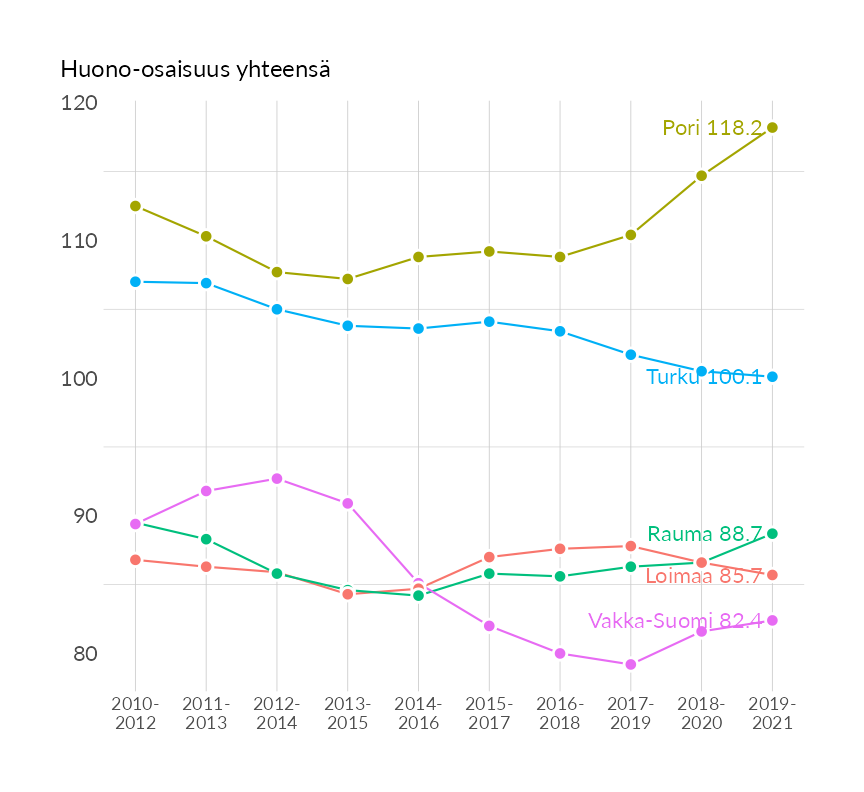 Huono-osaisuus yhteensä
120
Pori 118.2
110
Turku 100.1
100
90
Rauma 88.7
Loimaa 85.7
Vakka-Suomi 82.4
80
2010- 2011- 2012- 2013- 2014- 2015- 2016- 2017- 2018- 2019-
2012 2013 2014 2015 2016 2017 2018 2019 2020 2021